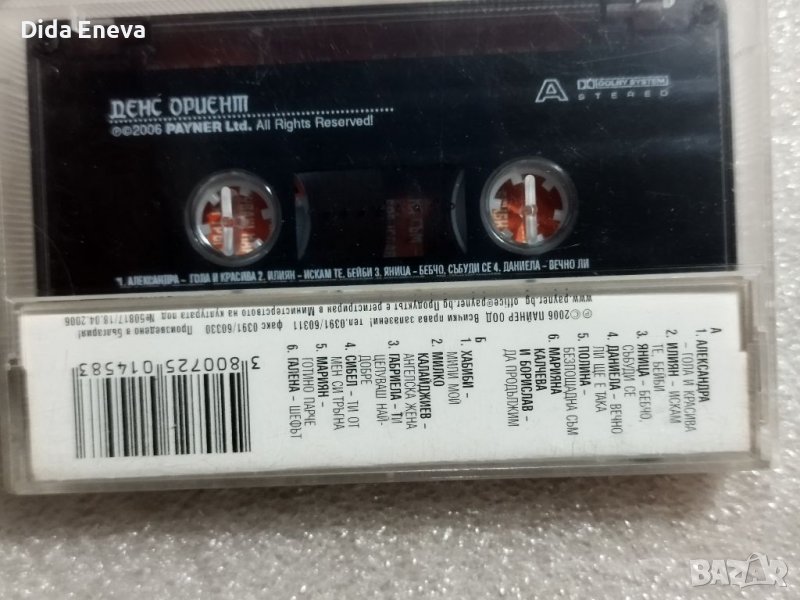 Dida Eneva
ДЕНС ОРИЕНТ
℗©2006 PAYNER Ltd. All Rights Reserved!
A
DOLBY SYSTEM
STEREO
1. АЛЕКСАНДРА - ГОЛА И КРАСИВА 2. ИЛИЯН - ИСКАМ ТЕ, БЕЙБИ 3. ЯНИЦА - БЕБЧО, СЪБУДИ СЕ 4. ДАНИЕЛА - ВЕЧНО ЛИ
А
1. АЛЕКСАНДРА
- ГОЛА И КРАСИВА
2. ИЛИЯН - ИСКАМ
ТЕ, БЕЙБИ
3. ЯНИЦА - БЕБЧО,
СЪБУДИ СЕ
4. ДАНИЕЛА - ВЕЧНО
ЛИ ЩЕ Е ТАКА
5. ПОЛИНА -
БЕЗПОЩАДНА СЪМ
6. МАРИЯНА
КАЛЧЕВА
И БОРИСЛАВ -
ДА ПРОДЪЛЖИМ
Б
1. ХАБИБИ -
МИЛИ МОЙ
2. МИЛКО
КАЛАЙДЖИЕВ -
АНГЕЛСКА ЖЕНА
3. ГАБРИЕЛА - ТИ
ЦЕЛУВАШ НАЙ-
ДОБРЕ
4. СИБЕЛ - ТИ ОТ
МЕН СИ ТРЪГНА
5. МАРИЯН -
ГОТИНО ПАРЧЕ
6. ГАЛЕНА - ШЕФЪТ
©2006 ПАЙНЕР ООД Всички права запазени! тел.0391/60311 факс 0391/60330 Произведено в България!
www.payner.bg office@payner.bg Продуктът е регистриран в Министерството на културата под №50817/18.04.2006
3 800725 014583
BAZAR